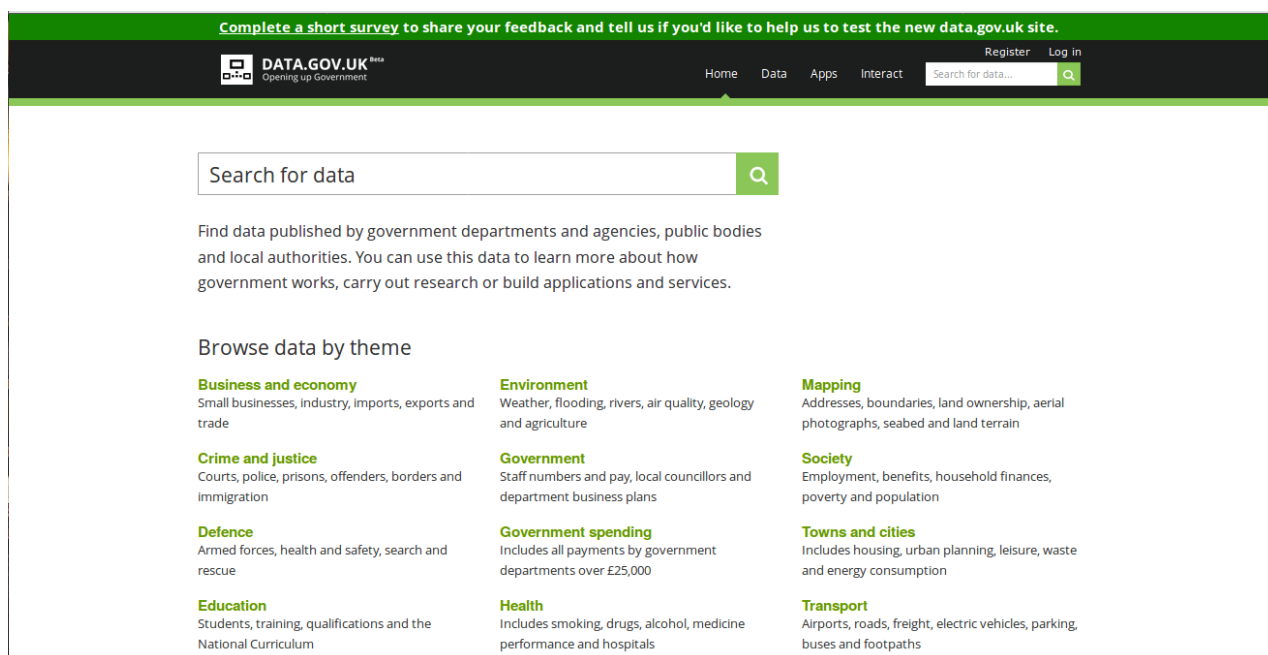 Complete a short survey to share your feedback and tell us if you'd like to help us to test the new data.gov.uk site.
Register Log in
DATA.GOV.UK Beta
Opening up Government
Home Data Apps Interact Search for data...
Search for data
Find data published by government departments and agencies, public bodies
and local authorities. You can use this data to learn more about how
government works, carry out research or build applications and services.
Browse data by theme
Business and economy
Small businesses, industry, imports, exports and
trade
Environment
Weather, flooding, rivers, air quality, geology
and agriculture
Mapping
Addresses, boundaries, land ownership, aerial
photographs, seabed and land terrain
Crime and justice
Courts, police, prisons, offenders, borders and
immigration
Government
Staff numbers and pay, local councillors and
department business plans
Society
Employment, benefits, household finances,
poverty and population
Defence
Armed forces, health and safety, search and
rescue
Government spending
Includes all payments by government
departments over £25,000
Towns and cities
Includes housing, urban planning, leisure, waste
and energy consumption
Education
Students, training, qualifications and the
National Curriculum
Health
Includes smoking, drugs, alcohol, medicine
performance and hospitals
Transport
Airports, roads, freight, electric vehicles, parking,
buses and footpaths